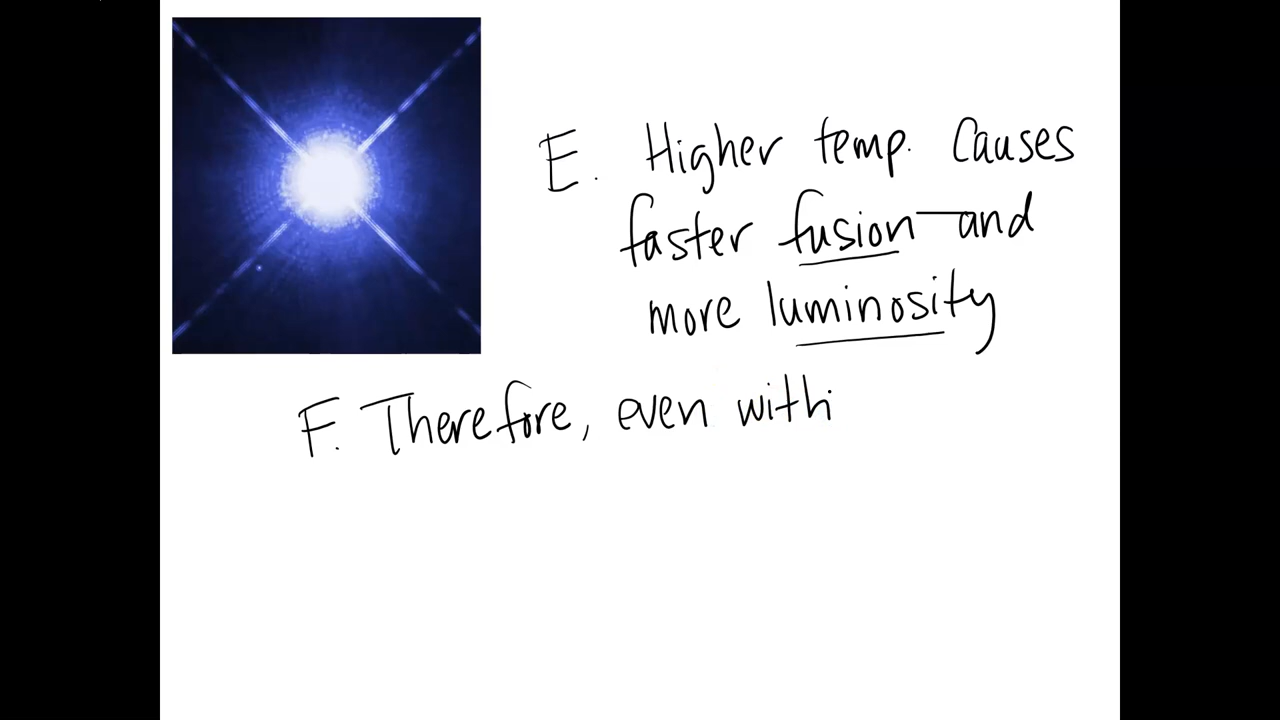 E. Higher temp. causes
faster fusion and
more luminosity
F. Therefore, even with